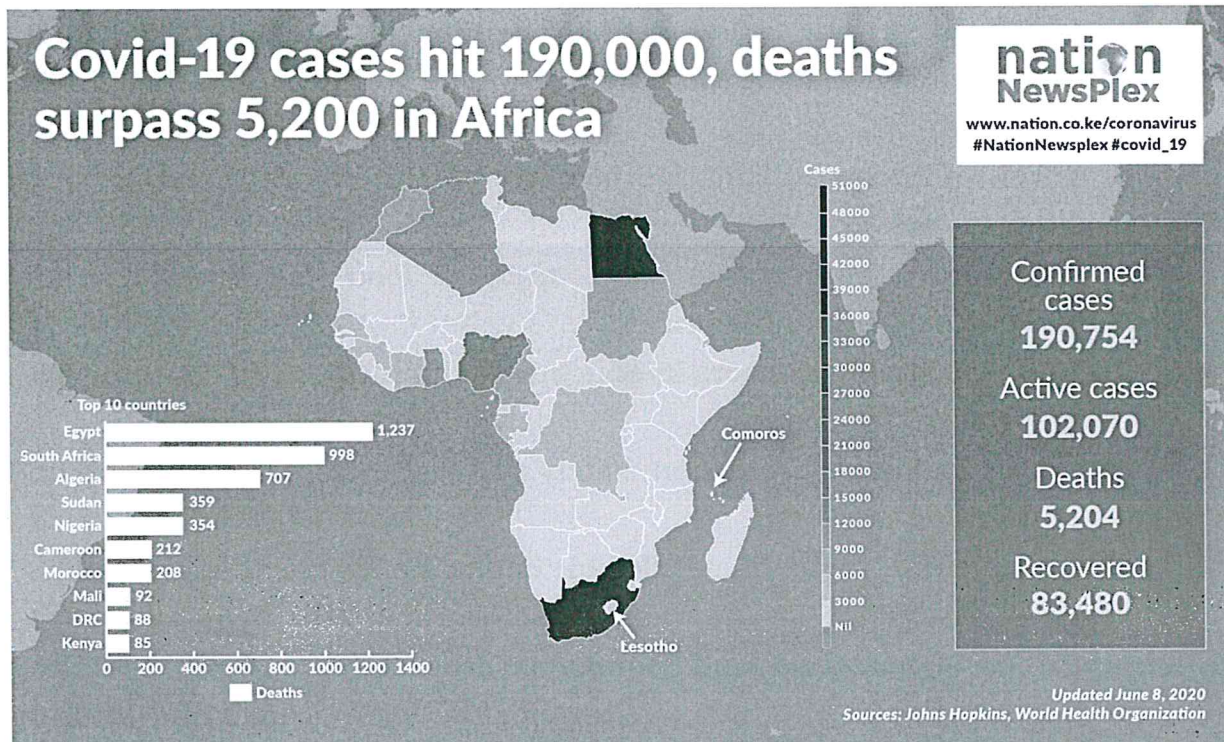 Covid-19 cases hit 190,000, deaths
surpass 5,200 in Africa
nation
NewsPlex
www.nation.co.ke/coronavirus
#NationNewsplex #covid_19
Cases
51000
48000
45000
42000
39000
36000
33000
30000
27000
24000
21000
18000
15000
12000
9000
6000
3000
Nil
Confirmed
cases
190,754
Active cases
102,070
Deaths
5,204
Recovered
83,480
Top 10 countries
Egypt 1,237
South Africa 998
Algeria 707
Sudan 359
Nigeria 354
Cameroon 212
Morocco 208
Mali 92
DRC 88
Kenya 85
0 200 400 600 800 1000 1200 1400
Deaths
Comoros
Lesotho
Updated June 8, 2020
Sources: Johns Hopkins, World Health Organization